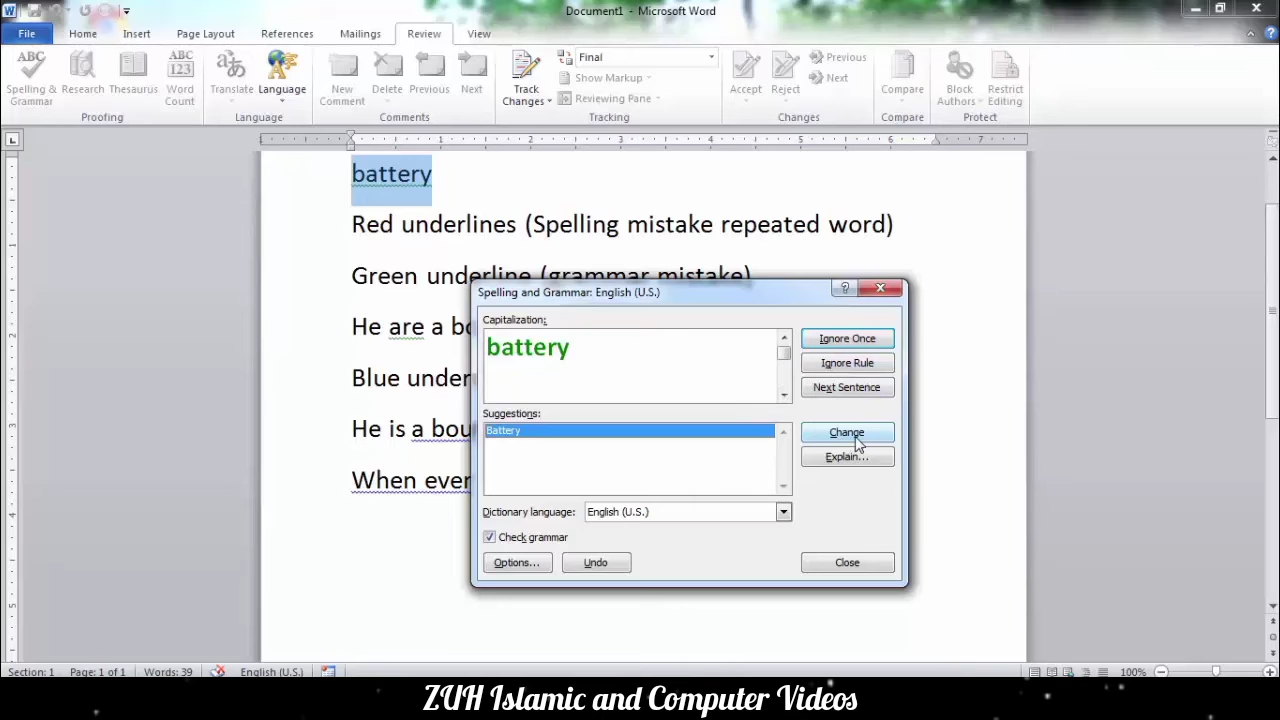 Document1 - Microsoft Word
File Home Insert Page Layout References Mailings Review View
Spelling & Grammar
Research
Thesaurus
Word Count
Proofing
Translate
Language
Language
New Comment
Delete
Previous
Next
Comments
Track Changes
Final
Show Markup
Reviewing Pane
Tracking
Accept
Reject
Previous
Next
Changes
Compare
Compare
Block Authors
Restrict Editing
Protect
battery
Red underlines (Spelling mistake repeated word)
Green underline (grammar mistake)
He are a bo
Blue under
He is a bou
When ever
Spelling and Grammar: English (U.S.)
Capitalization:
battery
Ignore Once
Ignore Rule
Next Sentence
Suggestions:
Battery
Change
Explain...
Dictionary language: English (U.S.)
Check grammar
Options... Undo Close
Section: 1 Page: 1 of 1 Words: 39 English (U.S.) 100%
ZUH Islamic and Computer Videos